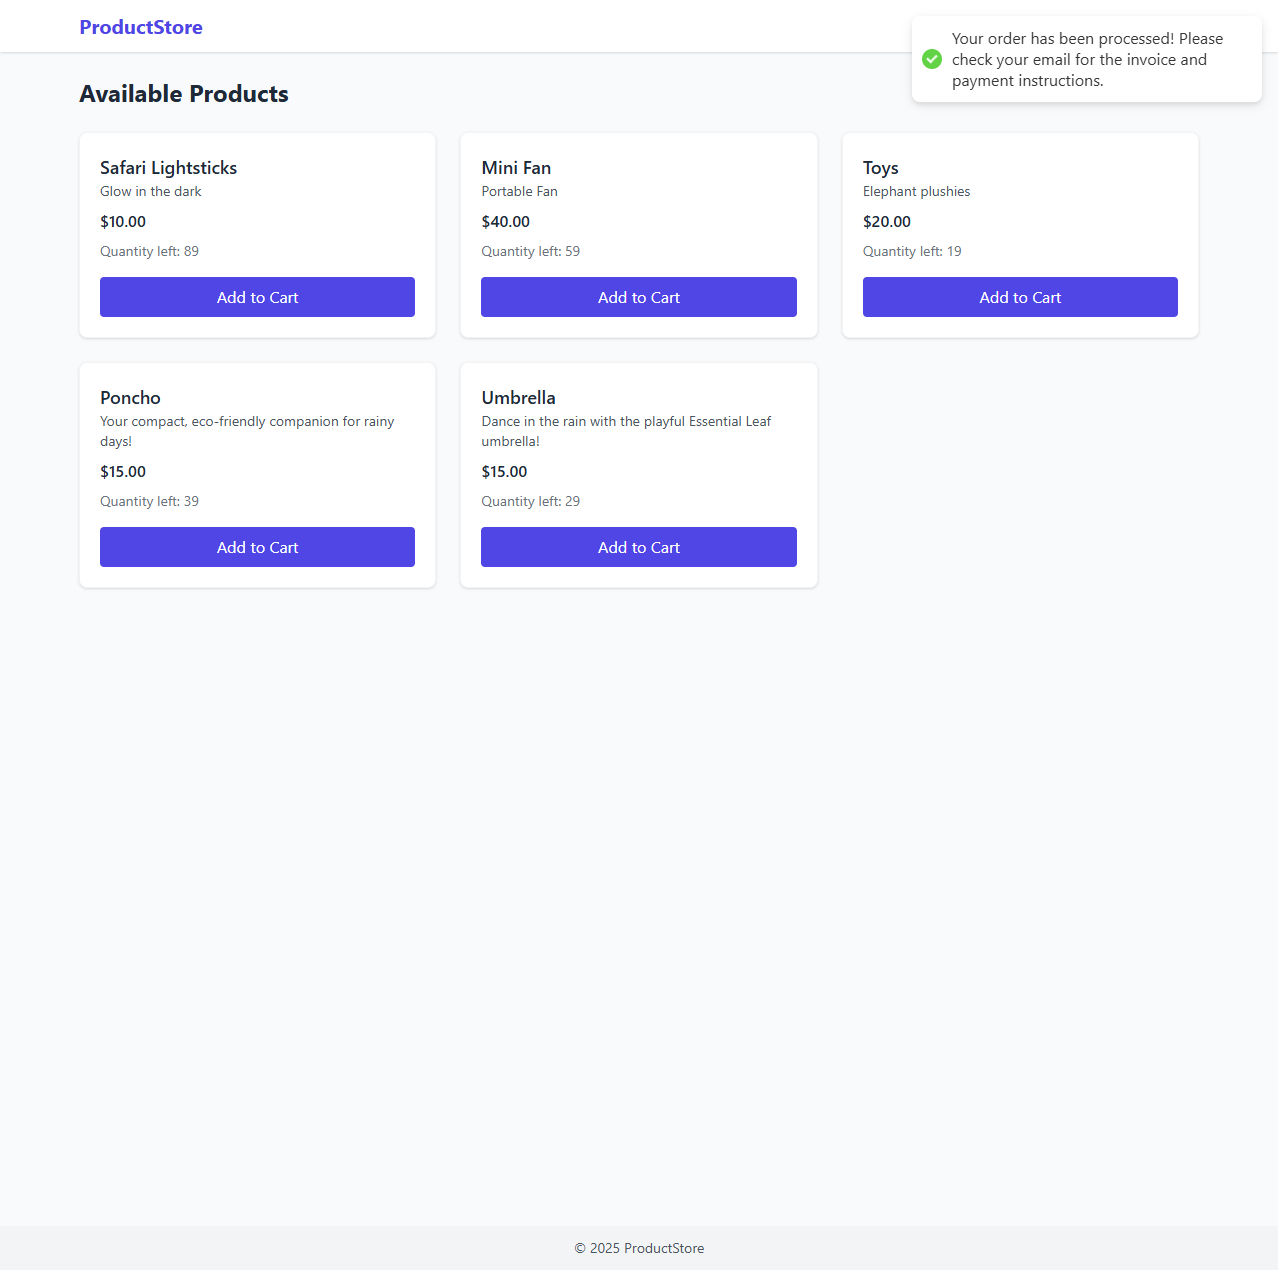 ProductStore
Your order has been processed! Please
check your email for the invoice and
payment instructions.
Available Products
Safari Lightsticks
Glow in the dark
$10.00
Quantity left: 89
Add to Cart
Mini Fan
Portable Fan
$40.00
Quantity left: 59
Add to Cart
Toys
Elephant plushies
$20.00
Quantity left: 19
Add to Cart
Poncho
Your compact, eco-friendly companion for rainy
days!
$15.00
Quantity left: 39
Add to Cart
Umbrella
Dance in the rain with the playful Essential Leaf
umbrella!
$15.00
Quantity left: 29
Add to Cart
© 2025 ProductStore